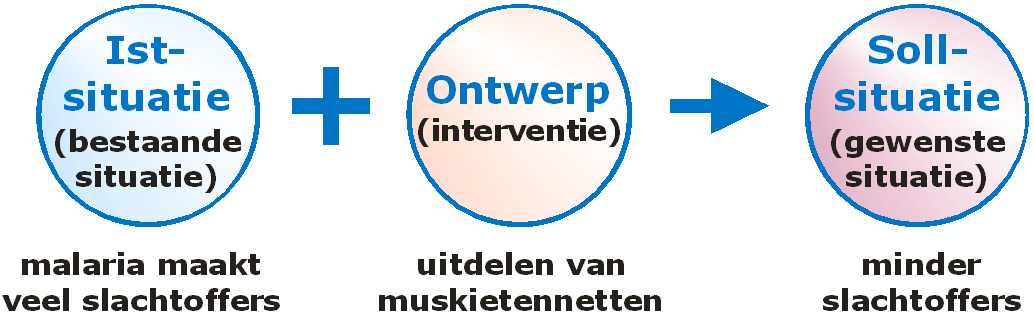 Ist-
situatie
(bestaande
situatie)
+
Ontwerp
(interventie)
Soll-
situatie
(gewenste
situatie)
malaria maakt
veel slachtoffers
uitdelen van
muskietennetten
minder
slachtoffers